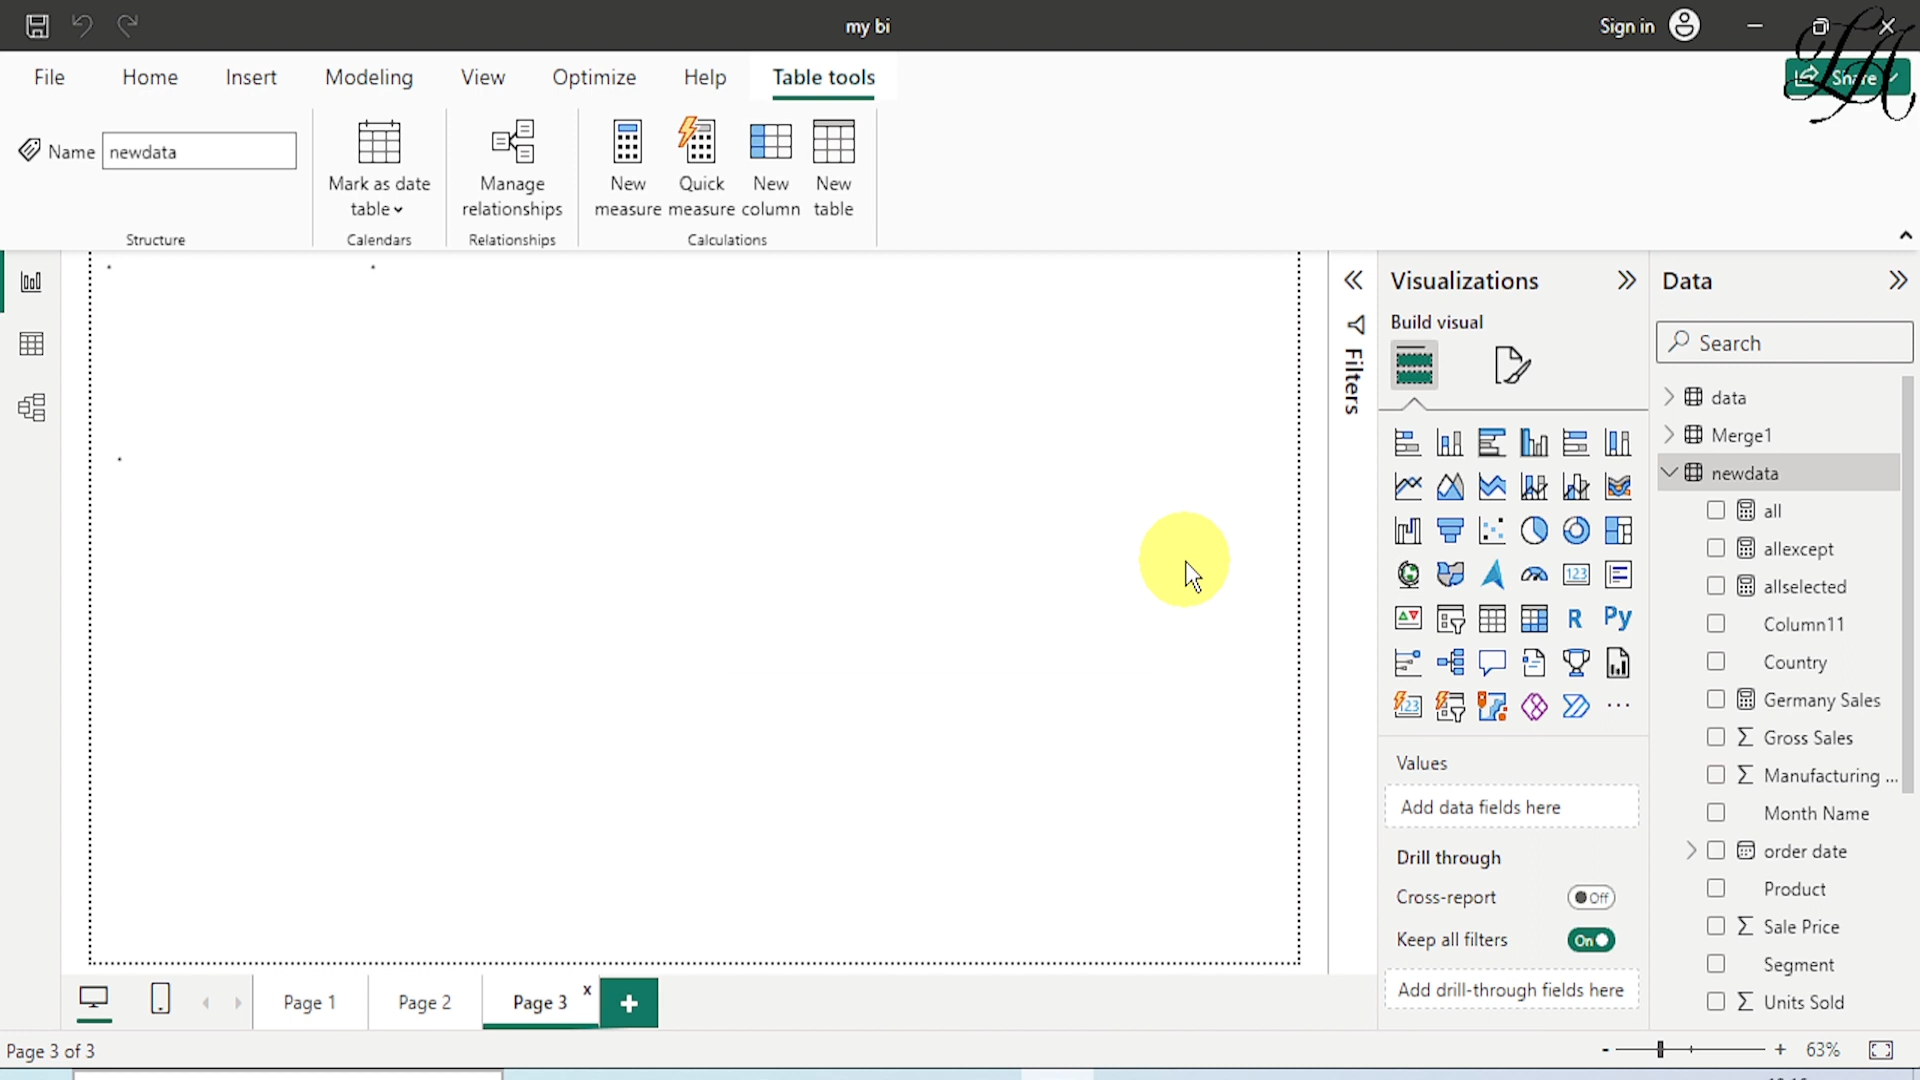 my bi
Sign in
File Home Insert Modeling View Optimize Help Table tools
Share
LA
Name newdata
Mark as date table
Manage relationships
New measure
Quick measure
New column
New table
Structure Calendars Relationships Calculations
Filters
Visualizations
Build visual
123
R
Py
123
Values
Add data fields here
Drill through
Cross-report Off
Keep all filters On
Add drill-through fields here
Data
Search
data
Merge1
newdata
all
allexcept
allselected
Column11
Country
Germany Sales
Σ Gross Sales
Σ Manufacturing ...
Month Name
order date
Product
Σ Sale Price
Segment
Σ Units Sold
Page 1 Page 2 Page 3 x +
Page 3 of 3
- + 63%